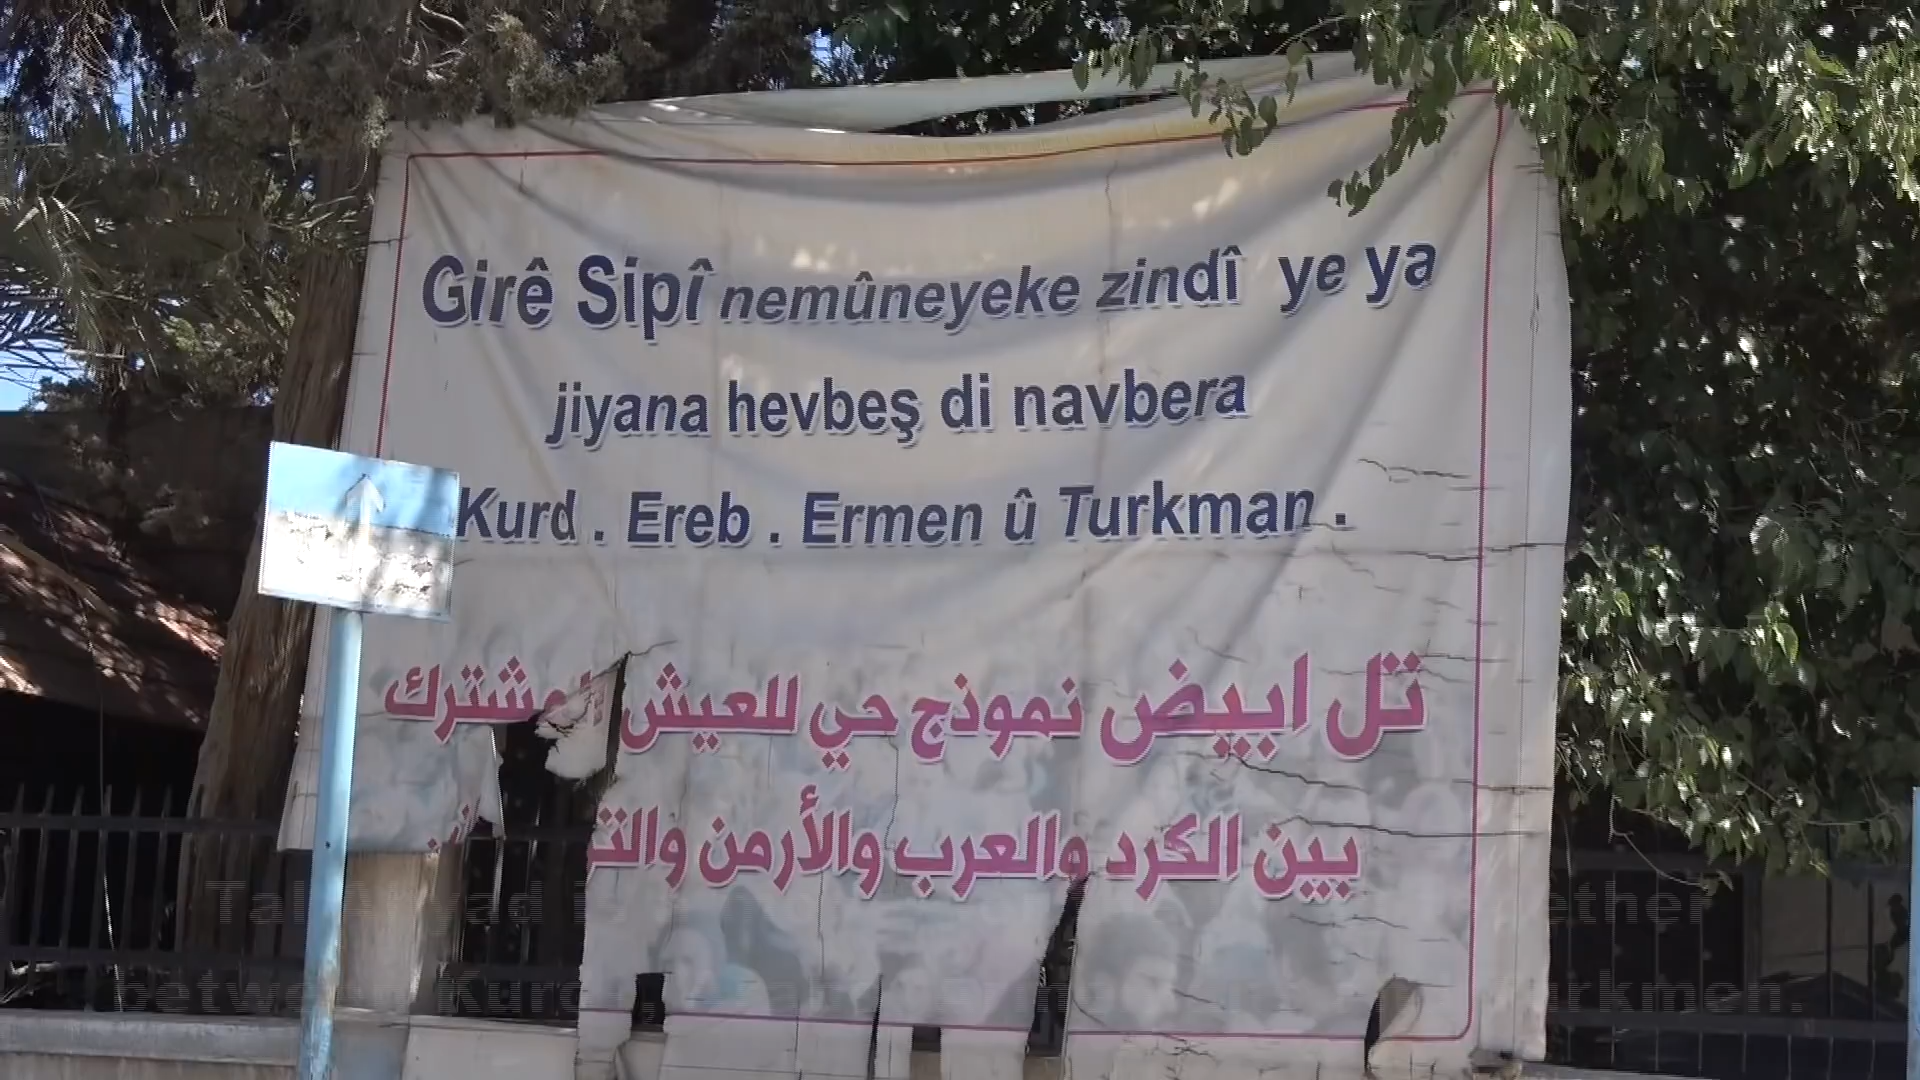 Girê Sipî nemûneyeke zindî ye ya
jiyana hevbeş di navbera
Kurd . Ereb . Ermen û Turkman .
تل ابيض نموذج حي للعيش المشترك
بين الكرد والعرب والأرمن